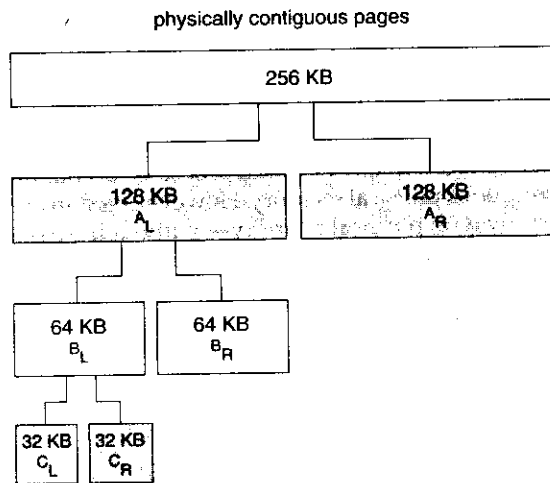 physically contiguous pages
256 KB
128 KB
A_L
128 KB
A_R
64 KB
B_L
64 KB
B_R
32 KB
C_L
32 KB
C_R